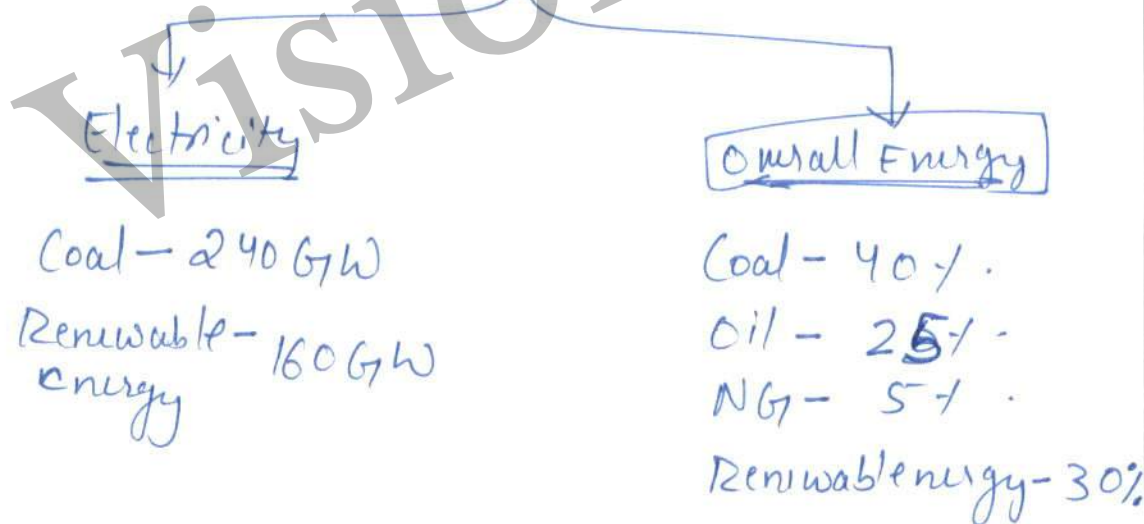 Vision
Electricity
Coal - 240 GW
Renewable - 160 GW
energy
Overall Energy
Coal - 40%.
Oil - 25% -
NG - 5% .
Renewable energy - 30%